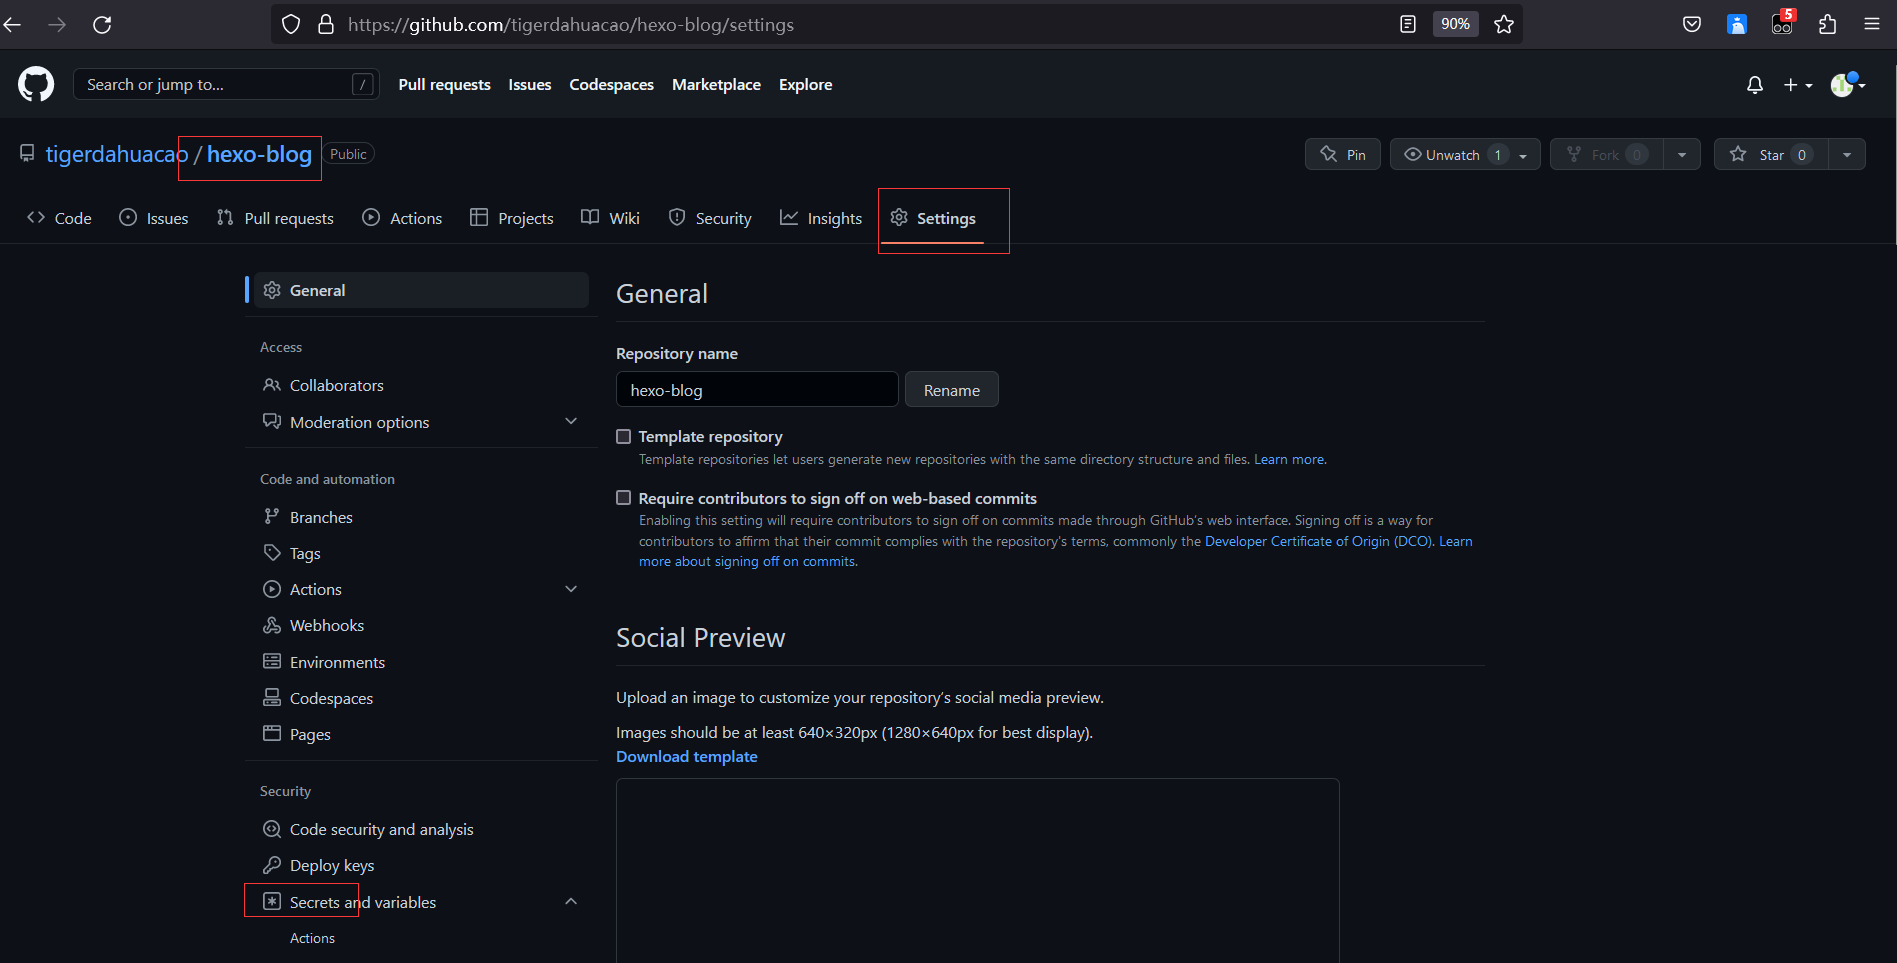 https://github.com/tigerdahuacao/hexo-blog/settings
90%
5
Search or jump to...
/
Pull requests
Issues
Codespaces
Marketplace
Explore
tigerdahuacao / hexo-blog
Public
Pin
Unwatch 1
Fork 0
Star 0
Code
Issues
Pull requests
Actions
Projects
Wiki
Security
Insights
Settings
General
Access
Collaborators
Moderation options
Code and automation
Branches
Tags
Actions
Webhooks
Environments
Codespaces
Pages
Security
Code security and analysis
Deploy keys
Secrets and variables
Actions
General
Repository name
hexo-blog
Rename
Template repository
Template repositories let users generate new repositories with the same directory structure and files. Learn more.
Require contributors to sign off on web-based commits
Enabling this setting will require contributors to sign off on commits made through GitHub's web interface. Signing off is a way for
contributors to affirm that their commit complies with the repository's terms, commonly the Developer Certificate of Origin (DCO). Learn
more about signing off on commits.
Social Preview
Upload an image to customize your repository's social media preview.
Images should be at least 640×320px (1280×640px for best display).
Download template